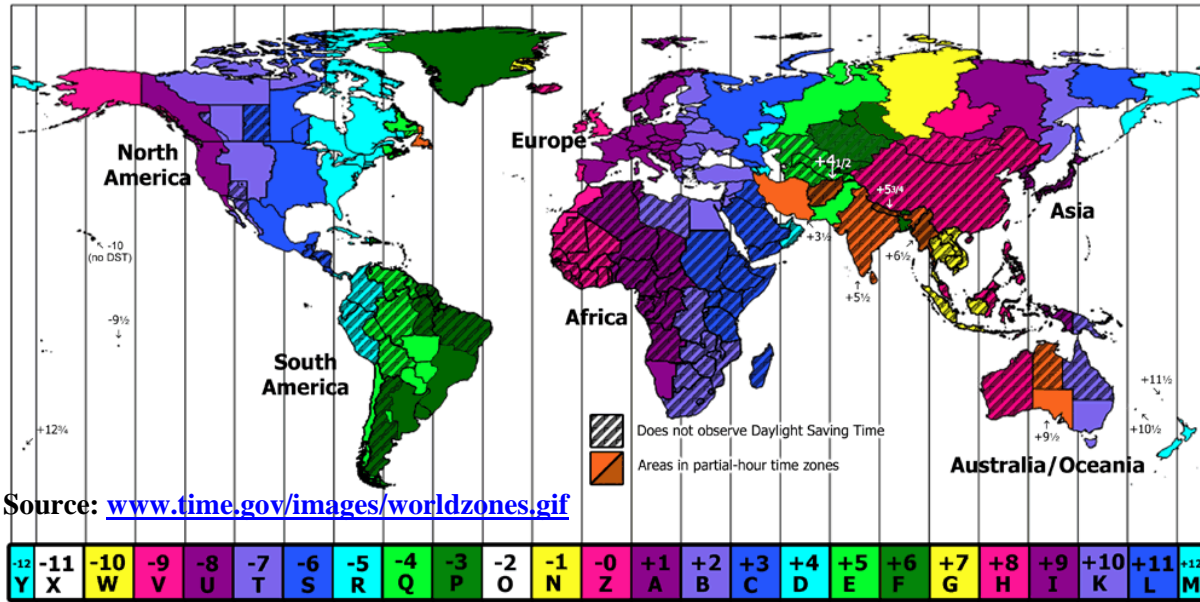 North
America
Europe
Asia
Africa
South
America
Australia/Oceania
-10
(no DST)
-9½
+12¾
+4 1/2
+5 3/4
+3½
+6½
+5½
+9½
+11½
+10½
Does not observe Daylight Saving Time
Areas in partial-hour time zones
Source: www.time.gov/images/worldzones.gif
-12 -11 -10 -9 -8 -7 -6 -5 -4 -3 -2 -1 -0 +1 +2 +3 +4 +5 +6 +7 +8 +9 +10 +11 +12
Y X W V U T S R Q P O N Z A B C D E F G H I K L M